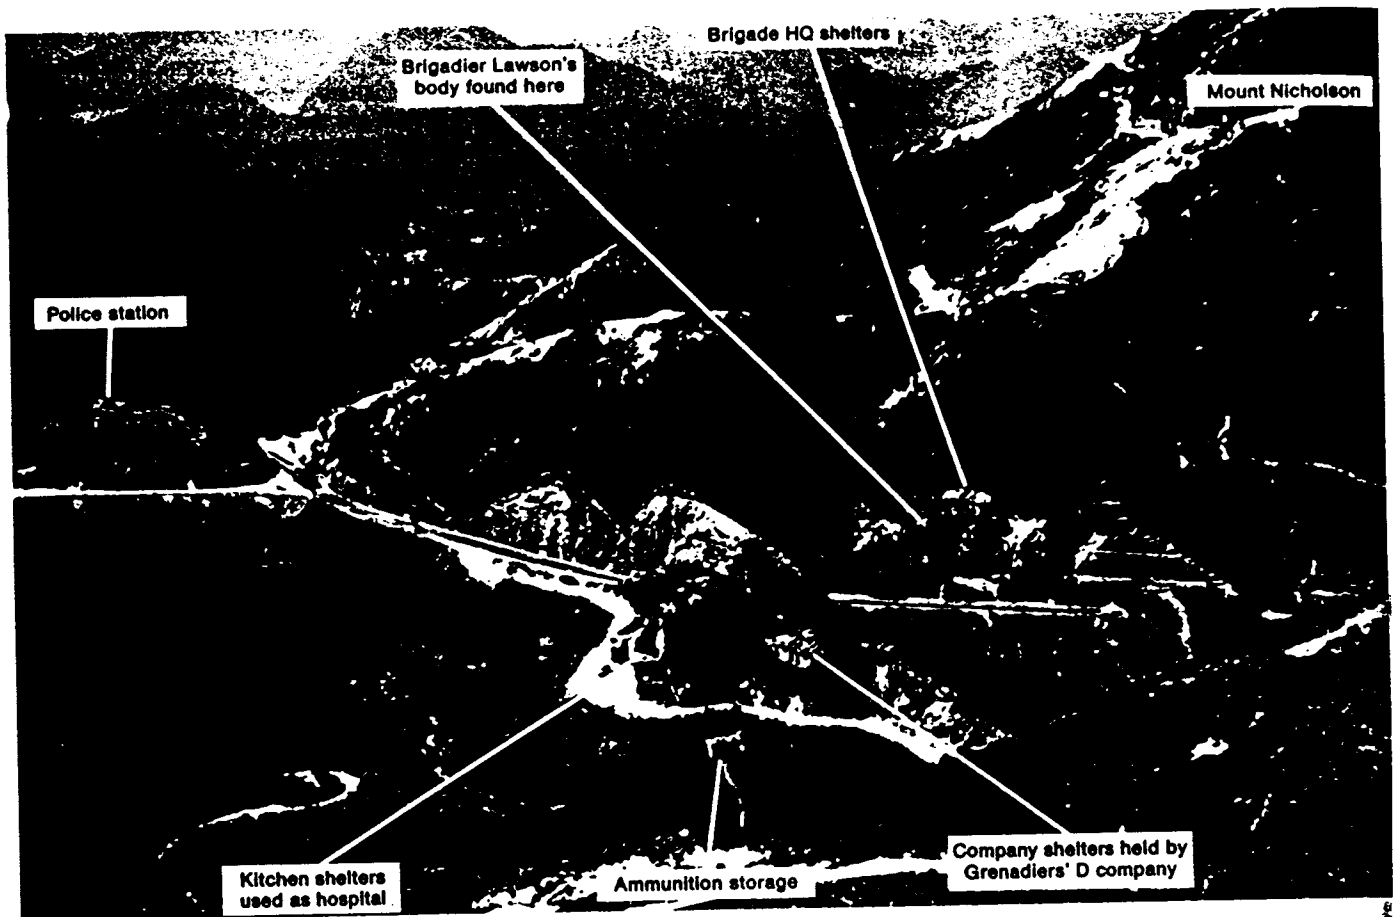 Brigade HQ shelters
Brigadier Lawson's
body found here
Mount Nicholson
Police station
Kitchen shelters
used as hospital
Ammunition storage
Company shelters held by
Grenadiers' D company